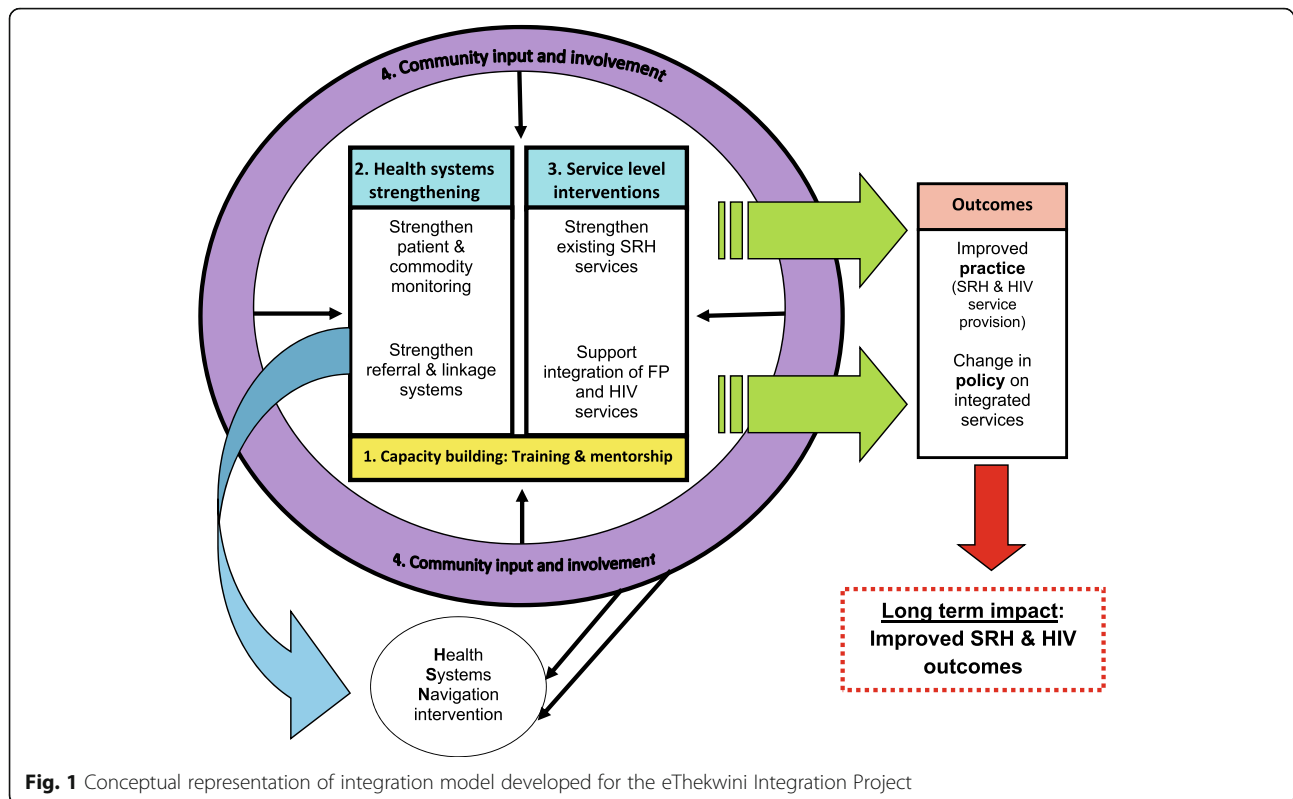 4. Community input and involvement
2. Health systems
strengthening
Strengthen
patient &
commodity
monitoring
Strengthen
referral & linkage
systems
3. Service level
interventions
Strengthen
existing SRH
services
Support
integration of FP
and HIV
services
1. Capacity building: Training & mentorship
4. Community input and involvement
Health
Systems
Navigation
intervention
Outcomes
Improved
practice
(SRH & HIV
service
provision)
Change in
policy on
integrated
services
Long term impact:
Improved SRH & HIV
outcomes
Fig. 1 Conceptual representation of integration model developed for the eThekwini Integration Project